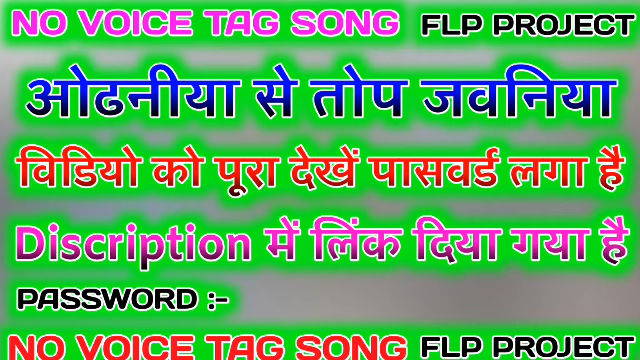 NO VOICE TAG SONG FLP PROJECT
ओढनीया से तोप जवनिया
विडियो को पूरा देखें पासवर्ड लगा है
Discription में लिंक दिया गया है
PASSWORD :-
NO VOICE TAG SONG FLP PROJECT